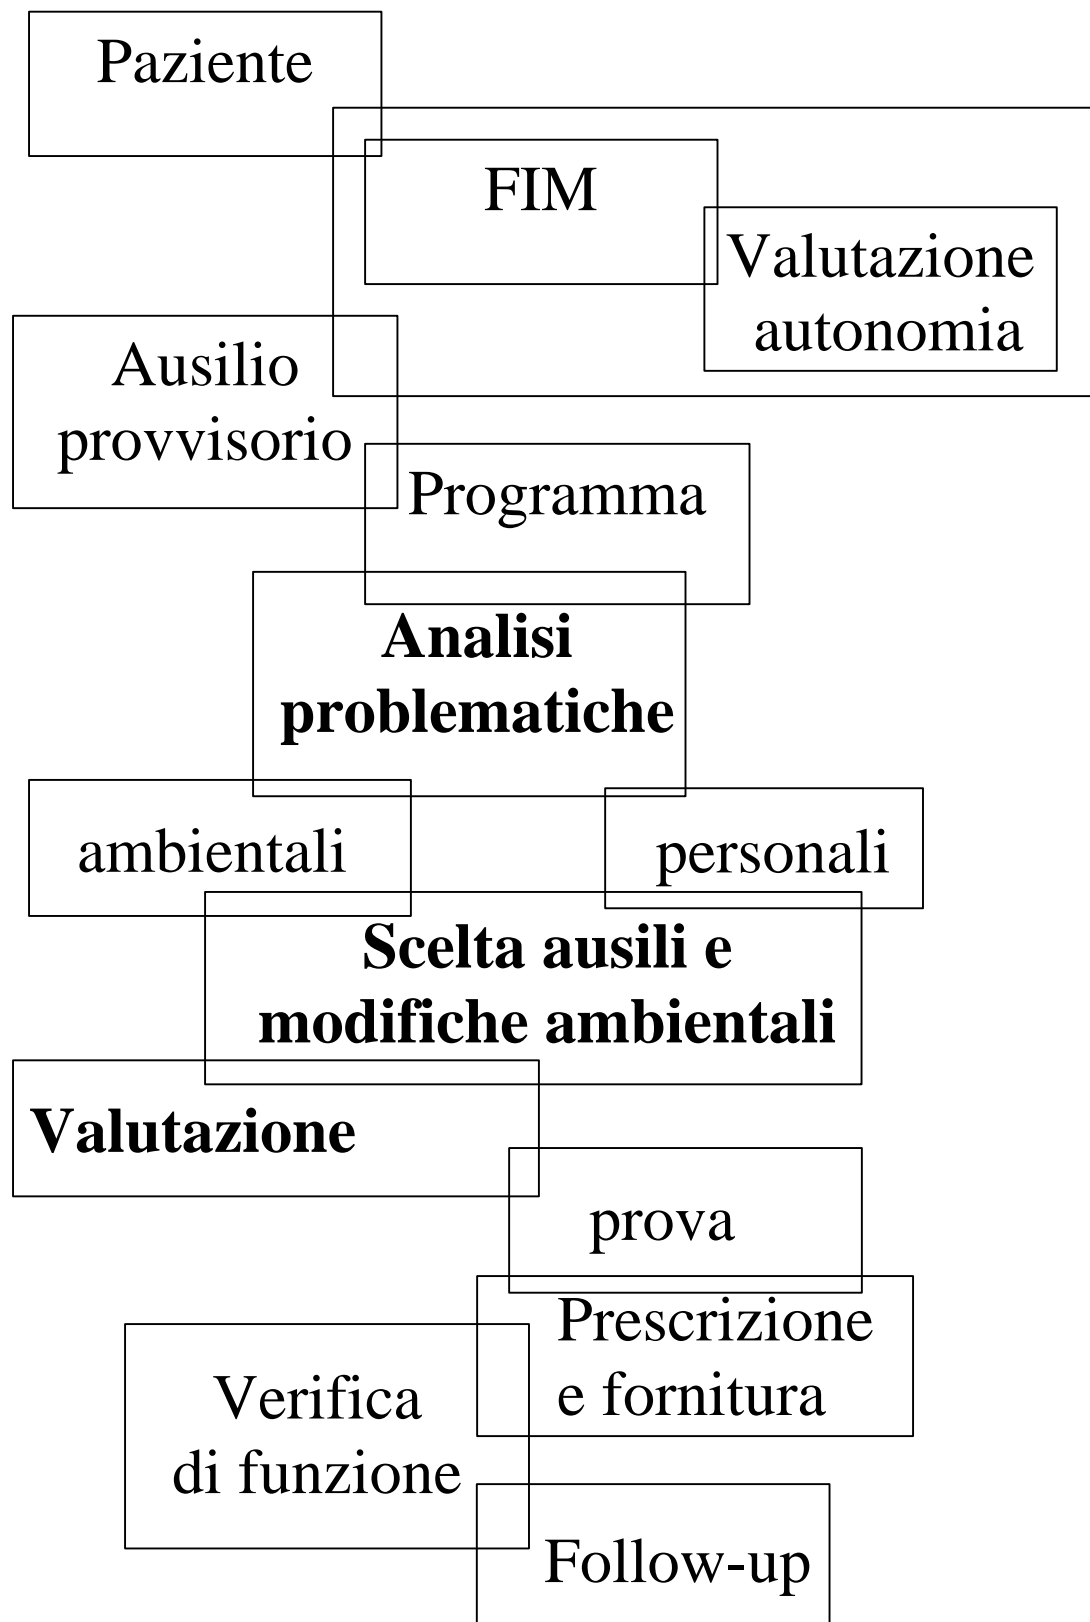 Paziente
FIM
Valutazione
autonomia
Ausilio
provvisorio
Programma
Analisi
problematiche
ambientali
personali
Scelta ausili e
modifiche ambientali
Valutazione
prova
Prescrizione
e fornitura
Verifica
di funzione
Follow-up